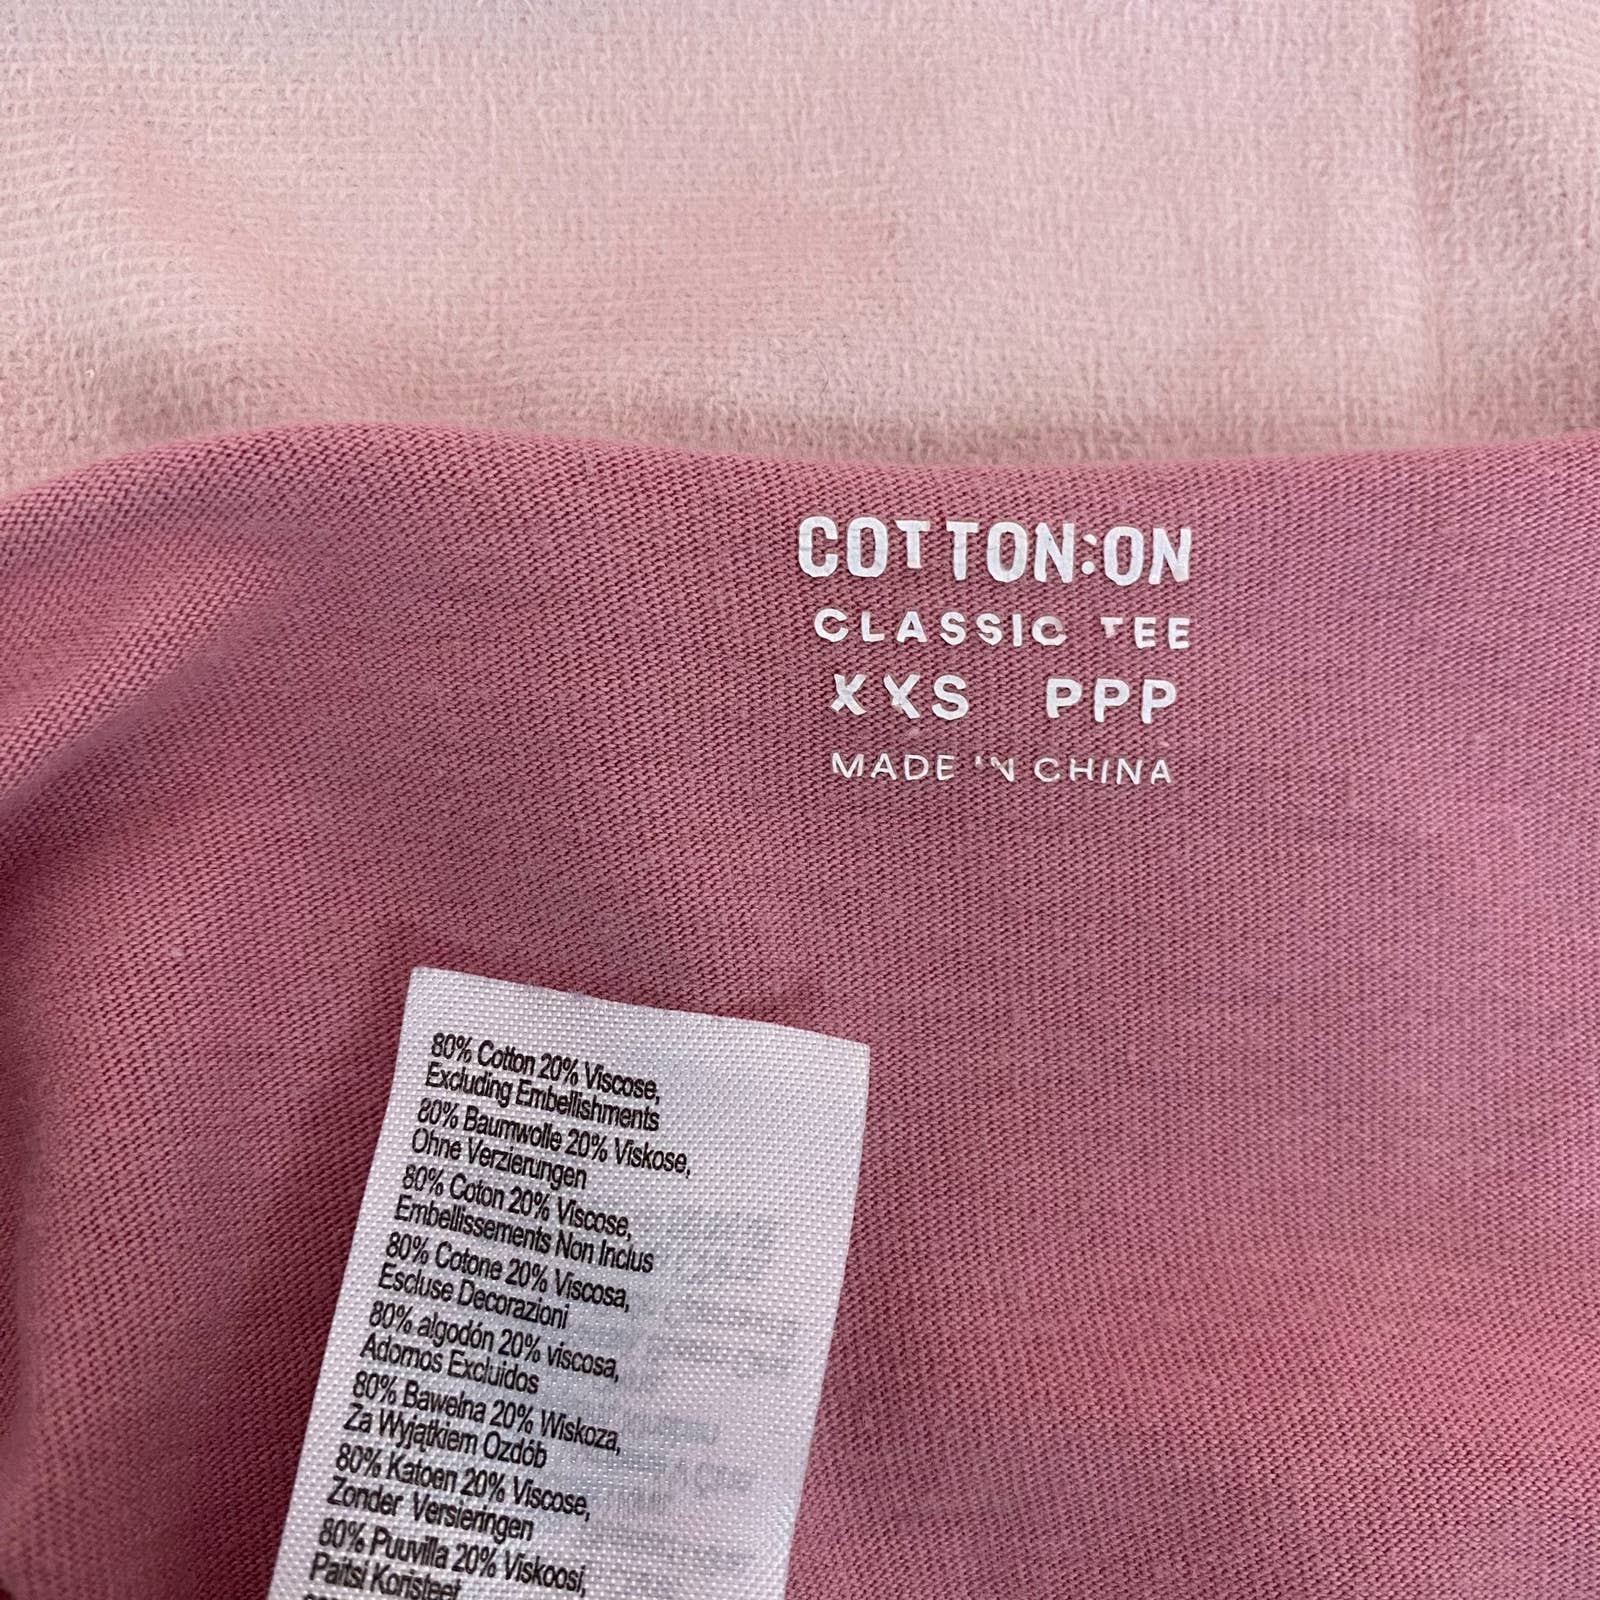 COTTON:ON
CLASSIC TEE
XXS PPP
MADE IN CHINA
80% Cotton 20% Viscose,
Excluding Embellishments
80% Baumwolle 20% Viskose,
Ohne Verzierungen
80% Coton 20% Viscose,
Embellissements Non Inclus
80% Cotone 20% Viscosa,
Escluse Decorazioni
80% algodón 20% viscosa,
Adornos Excluidos
80% Bawełna 20% Wiskoza,
Za Wyjątkiem Ozdób
80% Katoen 20% Viscose,
Zonder Versieringen
80% Puuvilla 20% Viskoosi,
Paitsi Koristeet